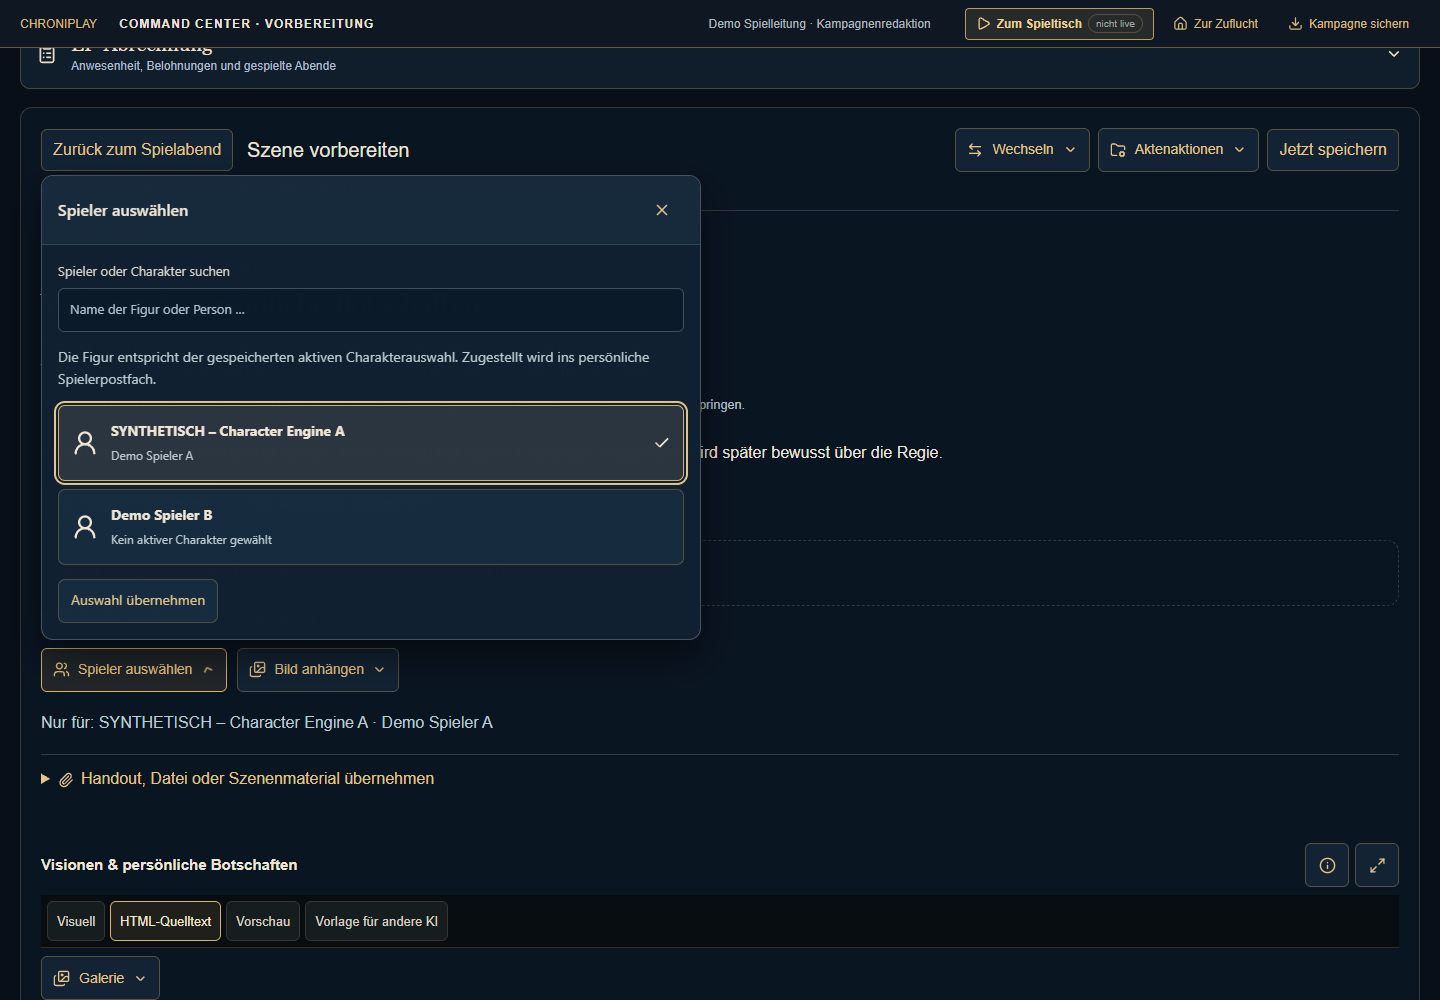 CHRONIPLAY COMMAND CENTER · VORBEREITUNG
Demo Spielleitung · Kampagnenredaktion
Zum Spieltisch nicht live
Zur Zuflucht
Kampagne sichern
Anwesenheit, Belohnungen und gespielte Abende
Zurück zum Spielabend
Szene vorbereiten
Wechseln
Aktenaktionen
Jetzt speichern
Spieler auswählen
Spieler oder Charakter suchen
Name der Figur oder Person ...
Die Figur entspricht der gespeicherten aktiven Charakterauswahl. Zugestellt wird ins persönliche
Spielerpostfach.
pringen.
SYNTHETISCH – Character Engine A
Demo Spieler A
ird später bewusst über die Regie.
Demo Spieler B
Kein aktiver Charakter gewählt
Auswahl übernehmen
Spieler auswählen
Bild anhängen
Nur für: SYNTHETISCH – Character Engine A · Demo Spieler A
Handout, Datei oder Szenenmaterial übernehmen
Visionen & persönliche Botschaften
Visuell
HTML-Quelltext
Vorschau
Vorlage für andere KI
Galerie